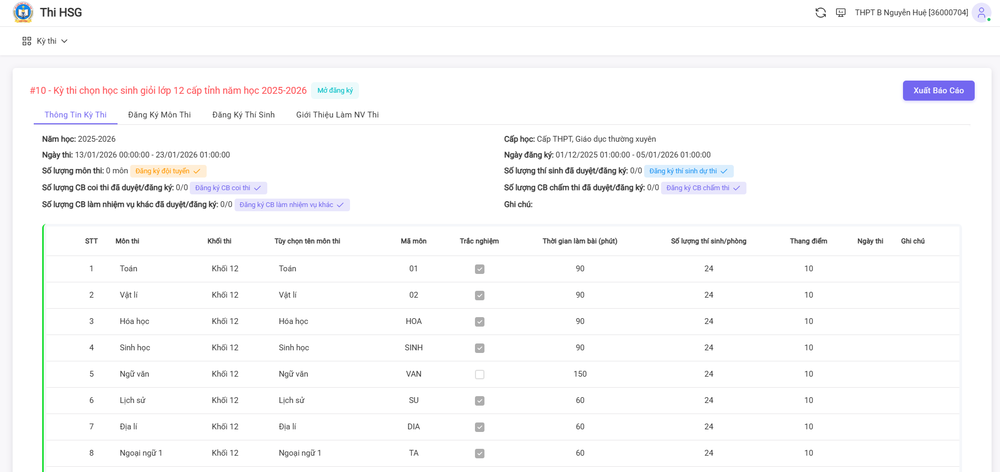 Thi HSG
THPT B Nguyễn Huệ [36000704]
Kỳ thi
#10 - Kỳ thi chọn học sinh giỏi lớp 12 cấp tỉnh năm học 2025-2026 Mở đăng ký
Xuất Báo Cáo
Thông Tin Kỳ Thi Đăng Ký Môn Thi Đăng Ký Thí Sinh Giới Thiệu Làm NV Thi
Năm học: 2025-2026
Cấp học: Cấp THPT, Giáo dục thường xuyên
Ngày thi: 13/01/2026 00:00:00 - 23/01/2026 01:00:00
Ngày đăng ký: 01/12/2025 01:00:00 - 05/01/2026 01:00:00
Số lượng môn thi: 0 môn Đăng ký đội tuyển
Số lượng thí sinh đã duyệt/đăng ký: 0/0 Đăng ký thí sinh dự thi
Số lượng CB coi thi đã duyệt/đăng ký: 0/0 Đăng ký CB coi thi
Số lượng CB chấm thi đã duyệt/đăng ký: 0/0 Đăng ký CB chấm thi
Số lượng CB làm nhiệm vụ khác đã duyệt/đăng ký: 0/0 Đăng ký CB làm nhiệm vụ khác
Ghi chú:
STT Môn thi Khối thi Tùy chọn tên môn thi Mã môn Trắc nghiệm Thời gian làm bài (phút) Số lượng thí sinh/phòng Thang điểm Ngày thi Ghi chú
1 Toán Khối 12 Toán 01 90 24 10
2 Vật lí Khối 12 Vật lí 02 90 24 10
3 Hóa học Khối 12 Hóa học HOA 90 24 10
4 Sinh học Khối 12 Sinh học SINH 90 24 10
5 Ngữ văn Khối 12 Ngữ văn VAN 150 24 10
6 Lịch sử Khối 12 Lịch sử SU 60 24 10
7 Địa lí Khối 12 Địa lí DIA 60 24 10
8 Ngoại ngữ 1 Khối 12 Ngoại ngữ 1 TA 60 24 10